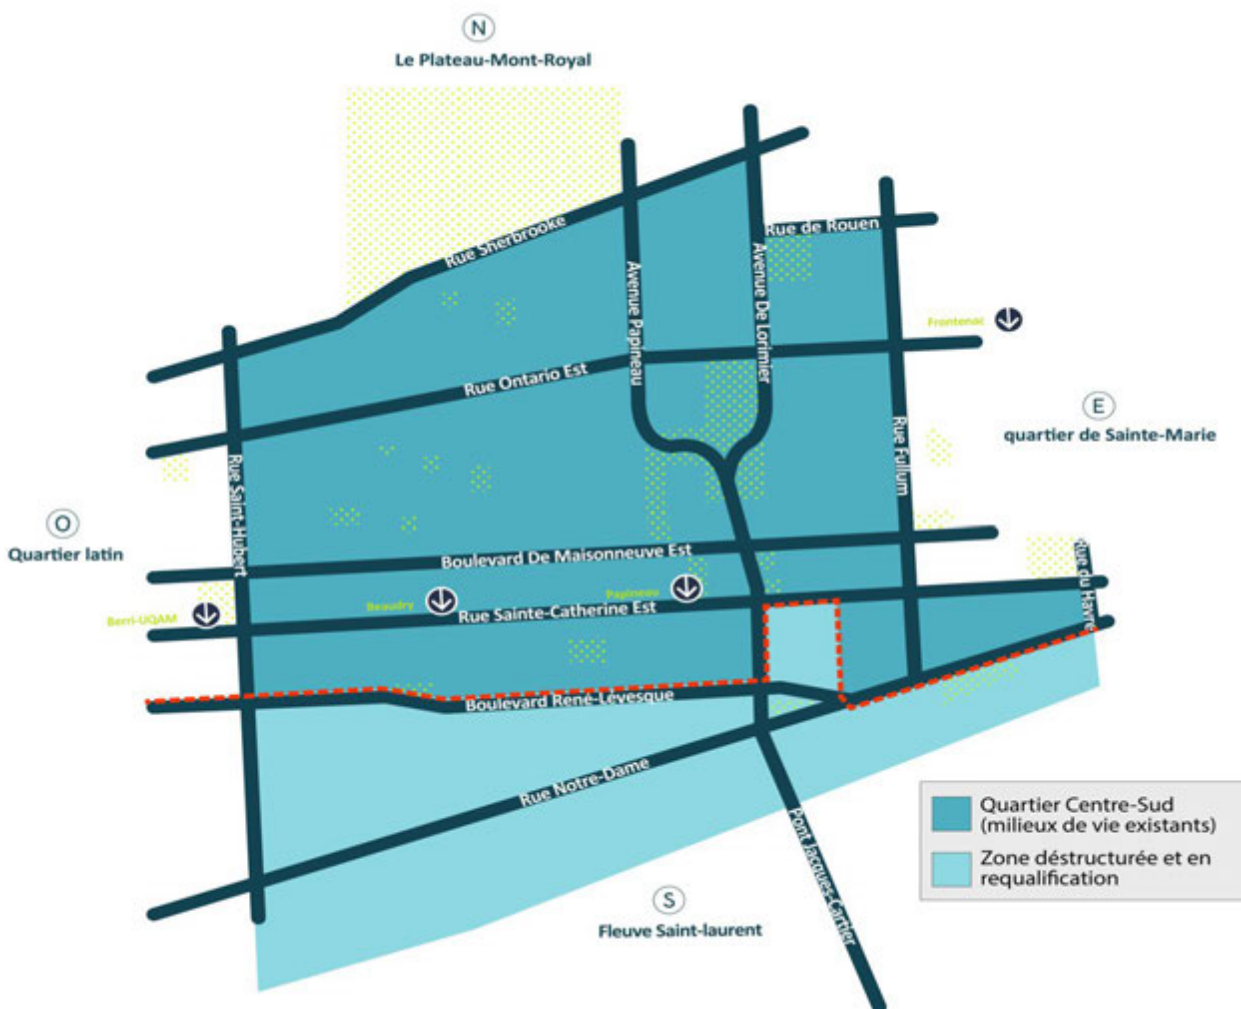 N
Le Plateau-Mont-Royal
Rue Sherbrooke
Rue de Rouen
Avenue Papineau
Avenue De Lorimier
Frontenac
Rue Ontario Est
E
quartier de Sainte-Marie
Rue Fullum
Rue Saint-Hubert
O
Quartier latin
Boulevard De Maisonneuve Est
Rue du Havre
Berri-UQAM
Beaudry
Papineau
Rue Sainte-Catherine Est
Boulevard René-Lévesque
Rue Notre-Dame
Pont Jacques-Cartier
Quartier Centre-Sud
(milieux de vie existants)
Zone déstructurée et en
requalification
S
Fleuve Saint-laurent